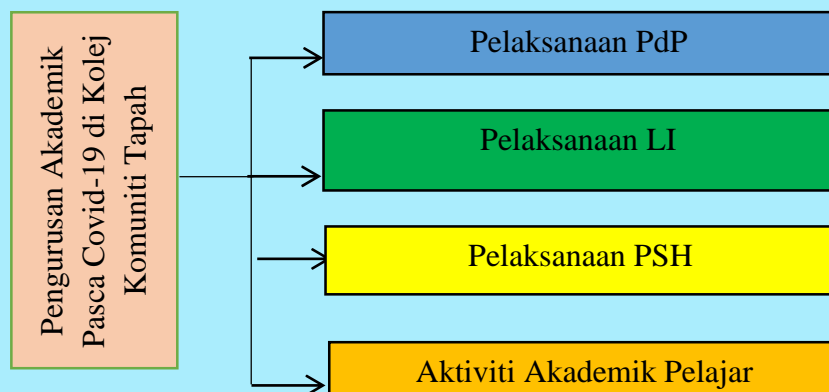 Pengurusan Akademik
Pasca Covid-19 di Kolej
Komuniti Tapah
Pelaksanaan PdP
Pelaksanaan LI
Pelaksanaan PSH
Aktiviti Akademik Pelajar